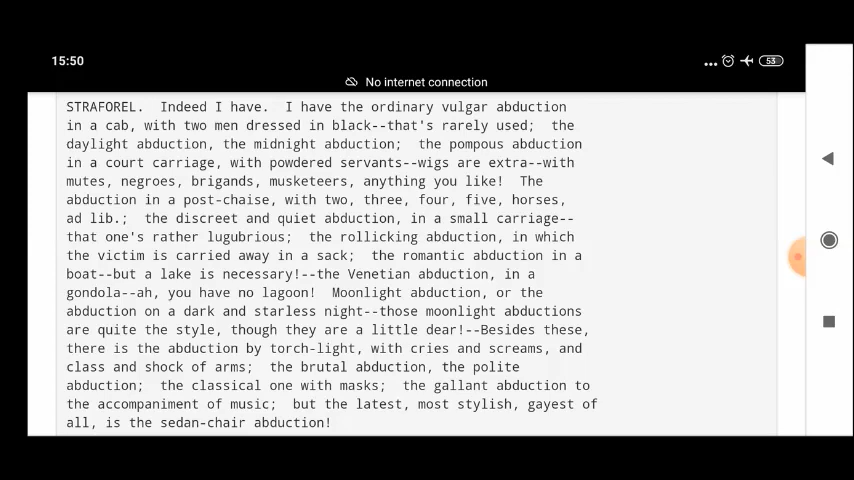 15:50
53
No internet connection
STRAFOREL. Indeed I have. I have the ordinary vulgar abduction
in a cab, with two men dressed in black--that's rarely used; the
daylight abduction, the midnight abduction; the pompous abduction
in a court carriage, with powdered servants--wigs are extra--with
mutes, negroes, brigands, musketeers, anything you like! The
abduction in a post-chaise, with two, three, four, five, horses,
ad lib.; the discreet and quiet abduction, in a small carriage--
that one's rather lugubrious; the rollicking abduction, in which
the victim is carried away in a sack; the romantic abduction in a
boat--but a lake is necessary!--the Venetian abduction, in a
gondola--ah, you have no lagoon! Moonlight abduction, or the
abduction on a dark and starless night--those moonlight abductions
are quite the style, though they are a little dear!--Besides these,
there is the abduction by torch-light, with cries and screams, and
class and shock of arms; the brutal abduction, the polite
abduction; the classical one with masks; the gallant abduction to
the accompaniment of music; but the latest, most stylish, gayest of
all, is the sedan-chair abduction!